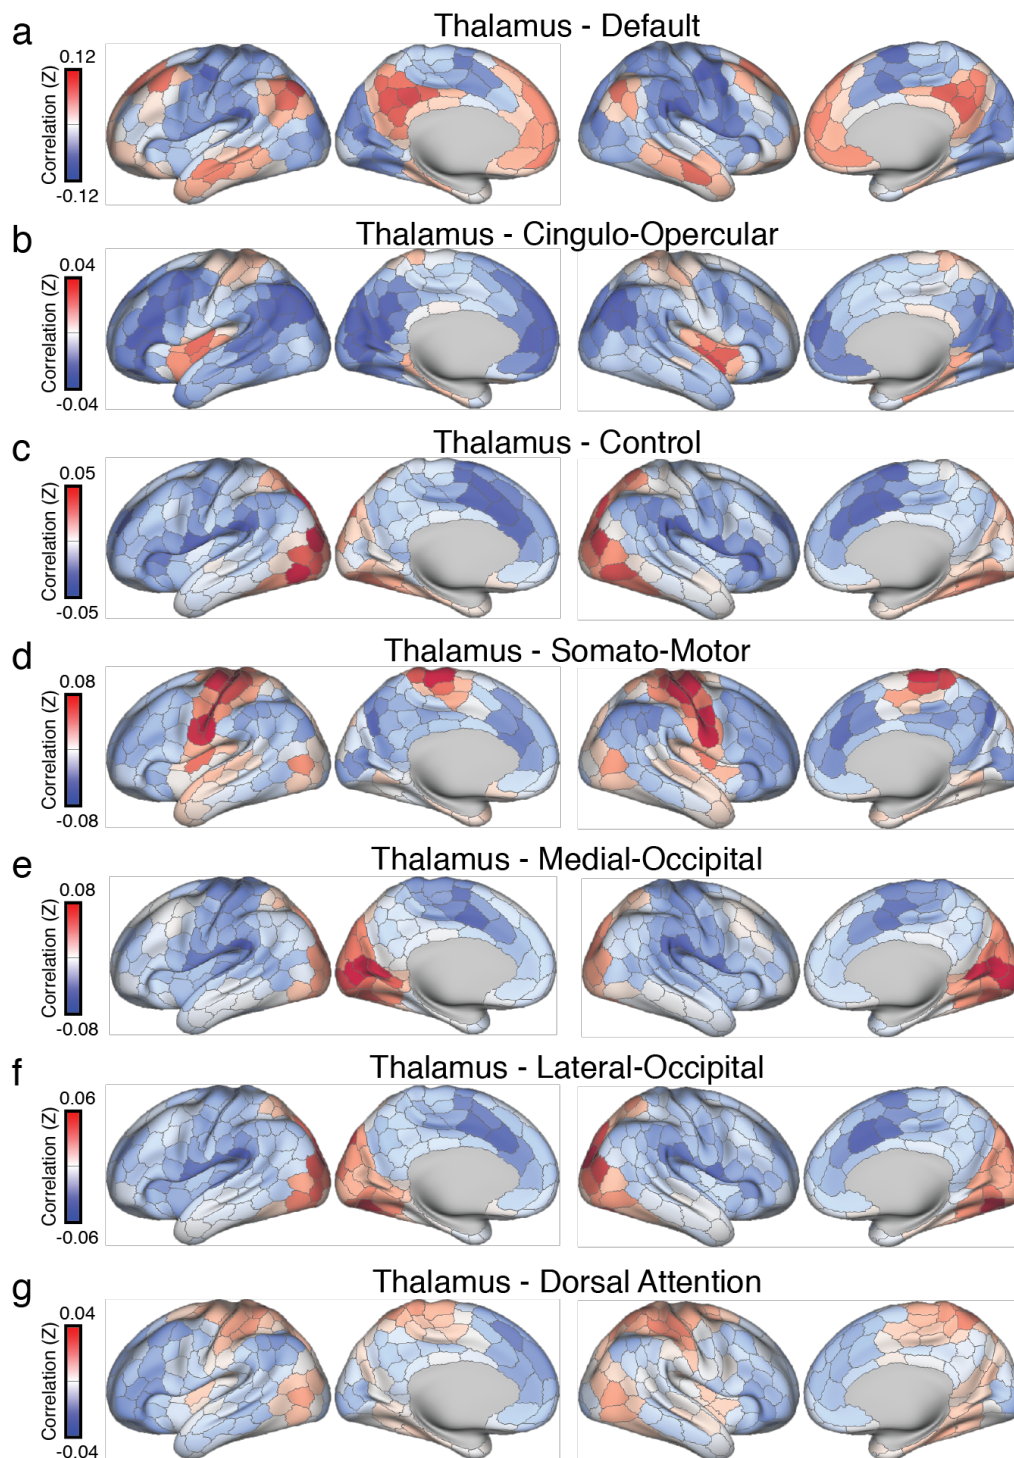 a
Thalamus - Default
0.12
Correlation (Z)
-0.12
b
Thalamus - Cingulo-Opercular
0.04
Correlation (Z)
-0.04
c
Thalamus - Control
0.05
Correlation (Z)
-0.05
d
Thalamus - Somato-Motor
0.08
Correlation (Z)
-0.08
e
Thalamus - Medial-Occipital
0.08
Correlation (Z)
-0.08
f
Thalamus - Lateral-Occipital
0.06
Correlation (Z)
-0.06
g
Thalamus - Dorsal Attention
0.04
Correlation (Z)
-0.04